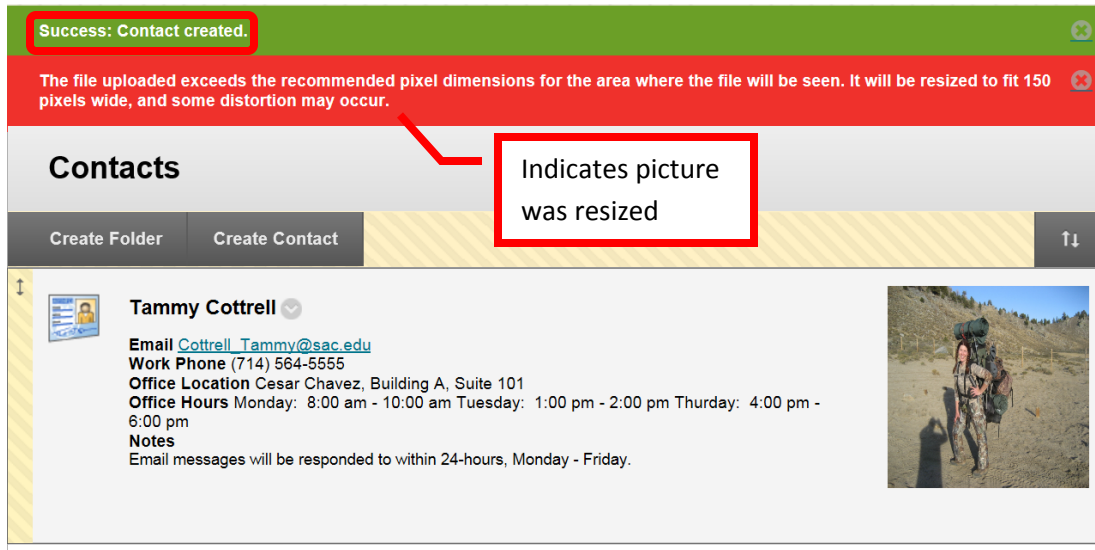 Success: Contact created.
The file uploaded exceeds the recommended pixel dimensions for the area where the file will be seen. It will be resized to fit 150
pixels wide, and some distortion may occur.
Indicates picture
was resized
Contacts
Create Folder
Create Contact
Tammy Cottrell
Email Cottrell_Tammy@sac.edu
Work Phone (714) 564-5555
Office Location Cesar Chavez, Building A, Suite 101
Office Hours Monday: 8:00 am - 10:00 am Tuesday: 1:00 pm - 2:00 pm Thurday: 4:00 pm -
6:00 pm
Notes
Email messages will be responded to within 24-hours, Monday - Friday.